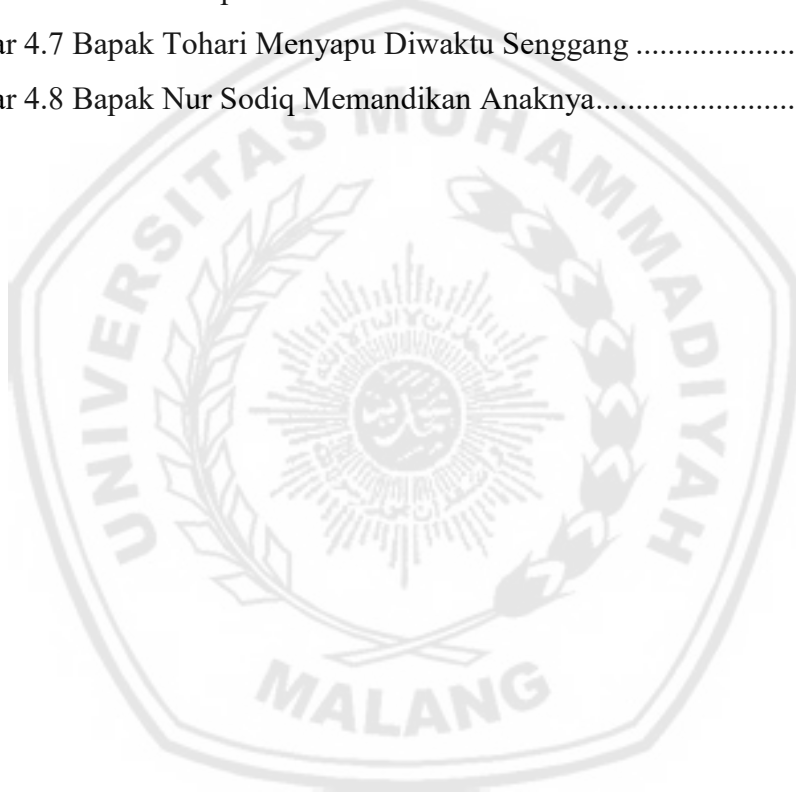 ar 4.7 Bapak Tohari Menyapu Diwaktu Senggang ....................
ar 4.8 Bapak Nur Sodiq Memandikan Anaknya.........................
UNIVERSITAS MUHAMMADIYAH
MALANG